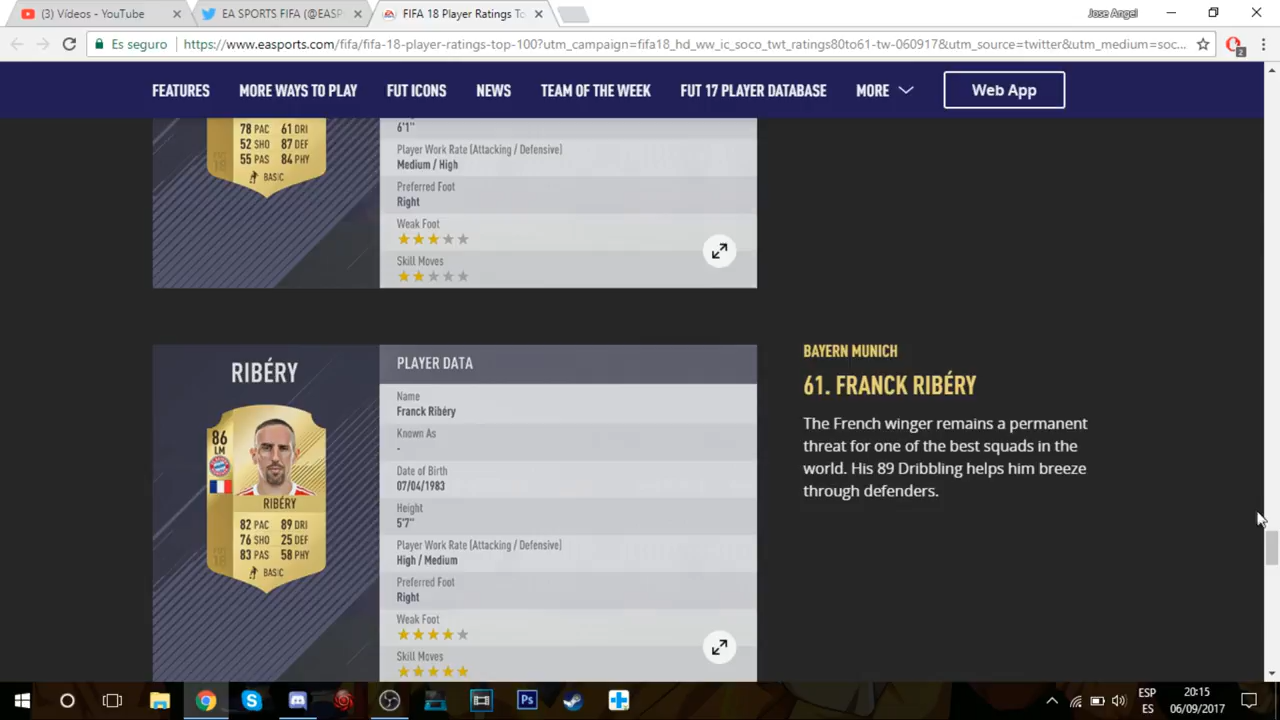 (3) Vídeos - YouTube
EA SPORTS FIFA (@EASP
FIFA 18 Player Ratings To
Jose Angel
Es seguro
https://www.easports.com/fifa/fifa-18-player-ratings-top-100?utm_campaign=fifa18_hd_ww_ic_soco_twt_ratings80to61-tw-060917&utm_source=twitter&utm_medium=soc...
2
FEATURES
MORE WAYS TO PLAY
FUT ICONS
NEWS
TEAM OF THE WEEK
FUT 17 PLAYER DATABASE
MORE
Web App
78 PAC 61 DRI
52 SHO 87 DEF
55 PAS 84 PHY
BASIC
6'1"
Player Work Rate (Attacking / Defensive)
Medium / High
Preferred Foot
Right
Weak Foot
Skill Moves
RIBÉRY
86
LM
RIBÉRY
82 PAC 89 DRI
76 SHO 25 DEF
83 PAS 58 PHY
BASIC
PLAYER DATA
Name
Franck Ribéry
Known As
-
Date of Birth
07/04/1983
Height
5'7"
Player Work Rate (Attacking / Defensive)
High / Medium
Preferred Foot
Right
Weak Foot
Skill Moves
BAYERN MUNICH
61. FRANCK RIBÉRY
The French winger remains a permanent
threat for one of the best squads in the
world. His 89 Dribbling helps him breeze
through defenders.
Ps
ESP
ES
20:15
06/09/2017